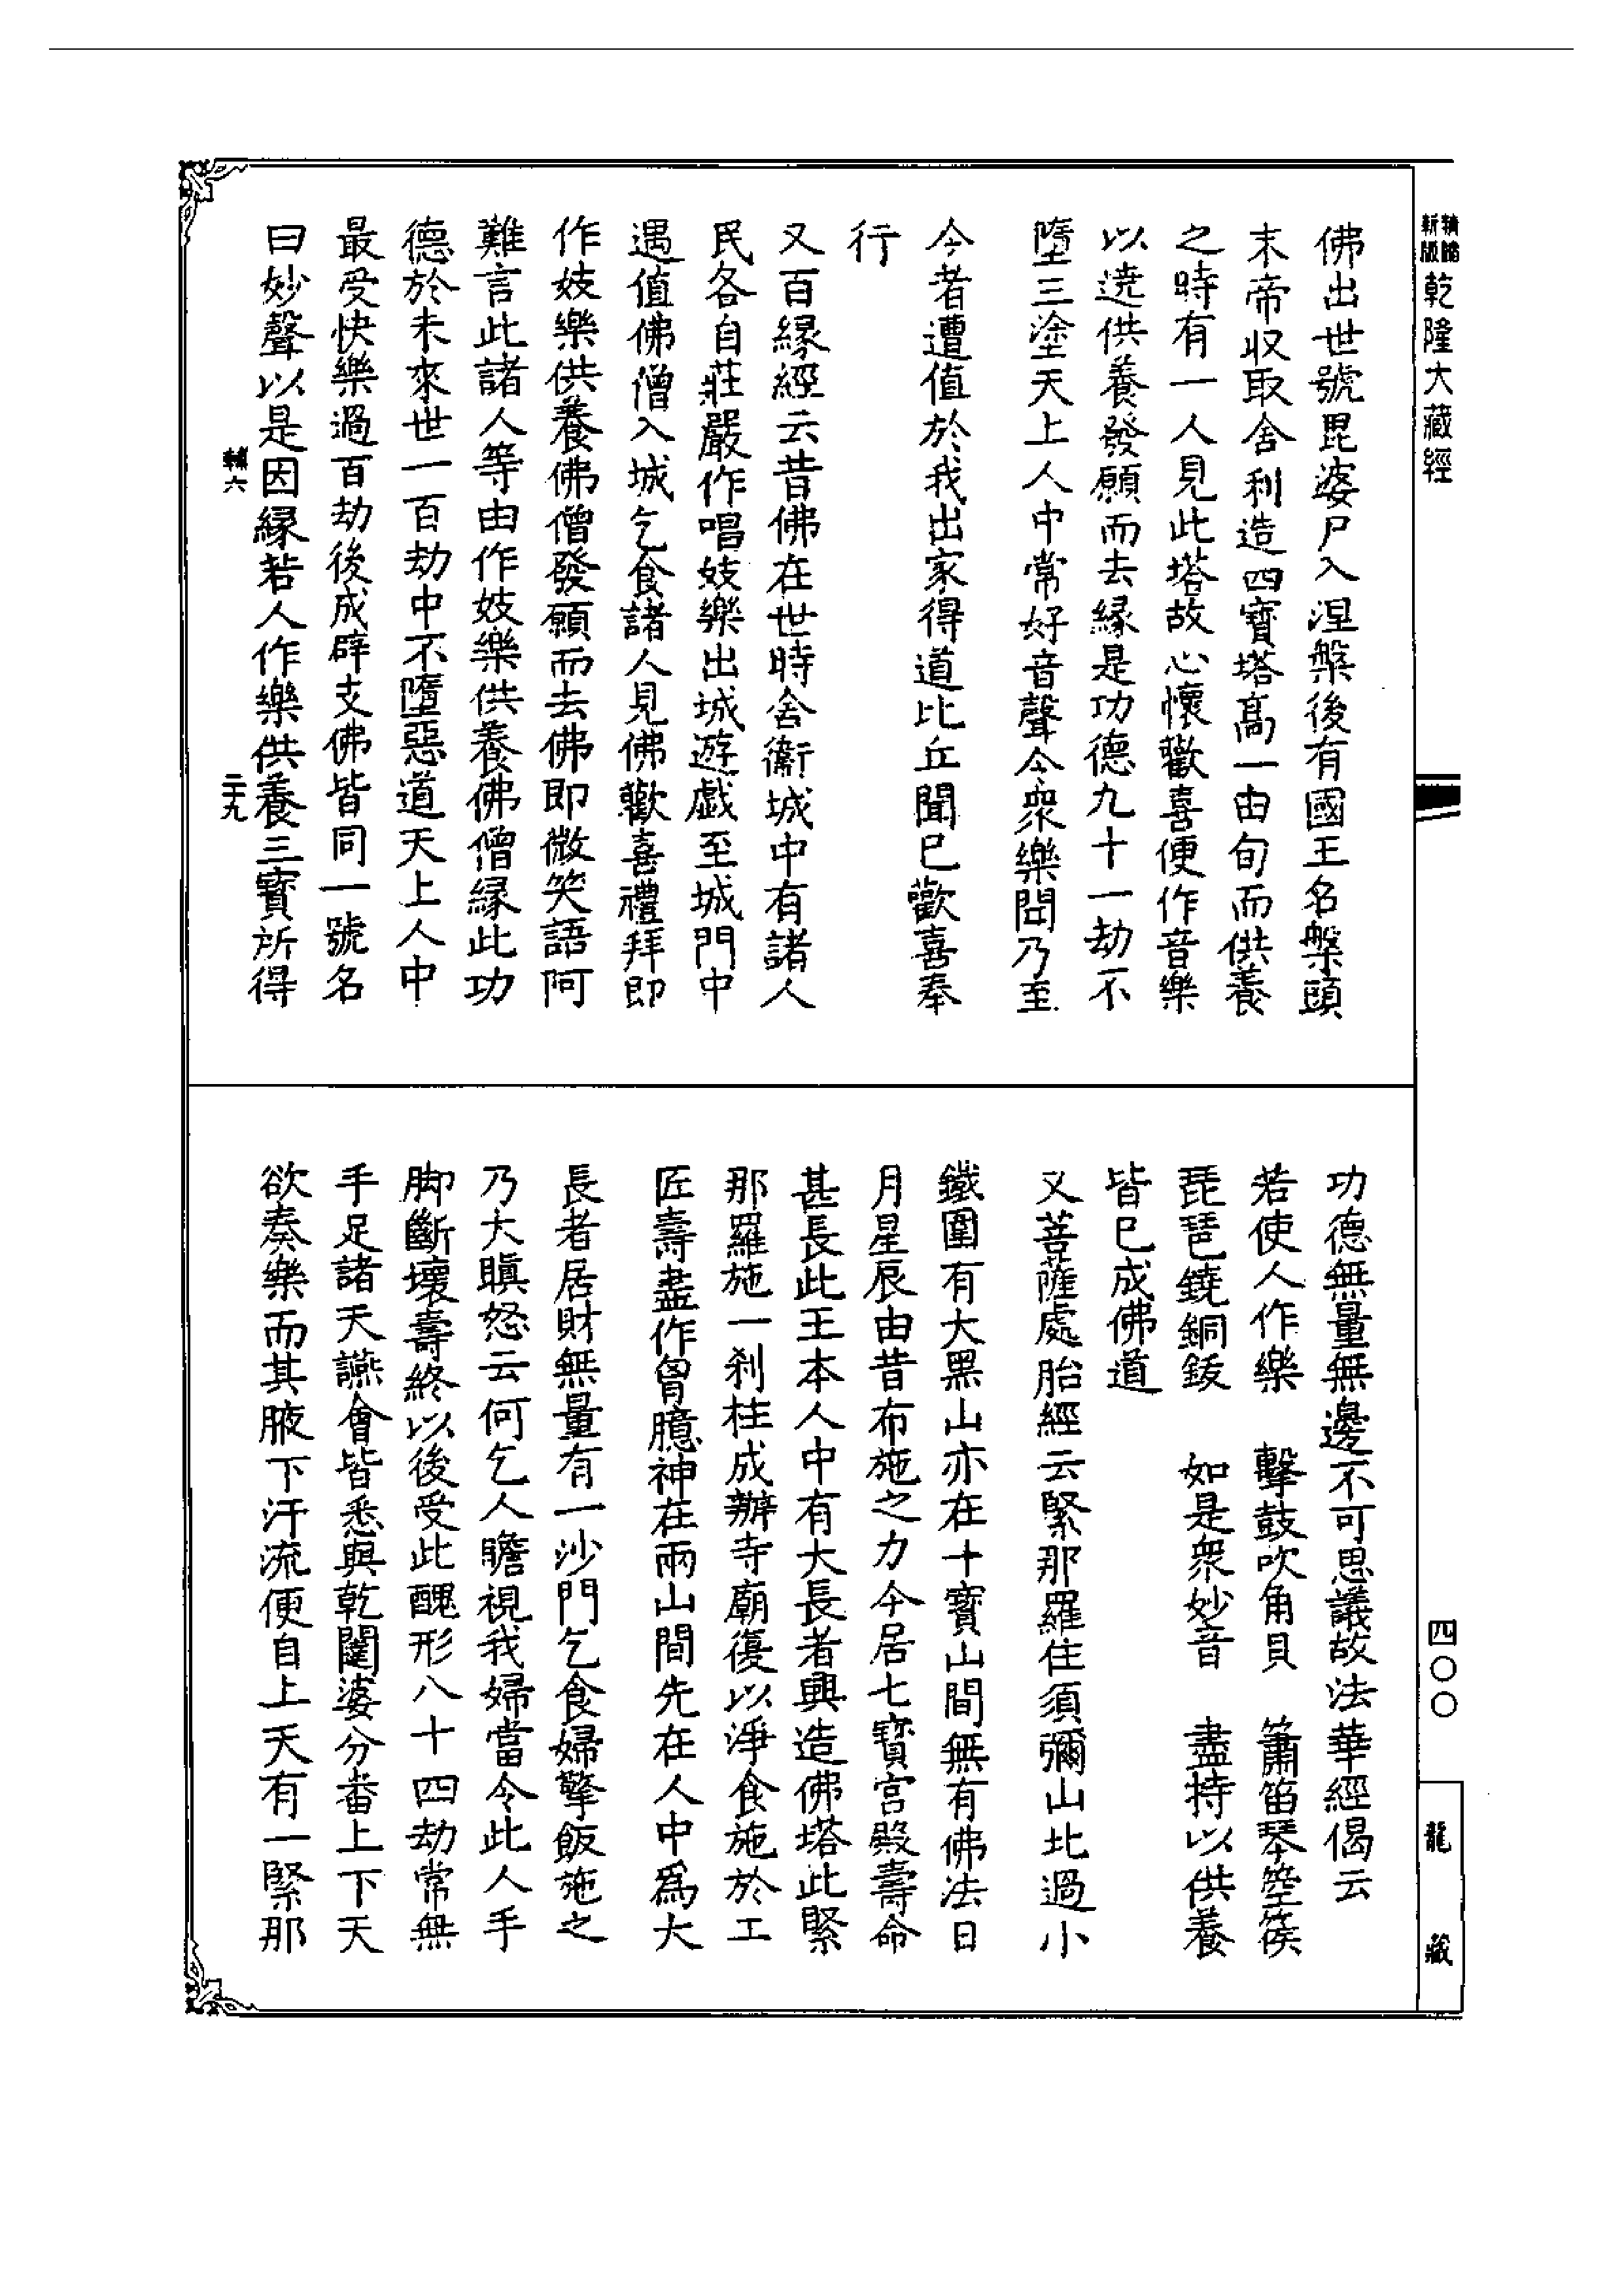 新版精縮乾隆大藏經
佛出世號毘婆尸入涅槃後有國王名槃頭
末帝収取舍利造四寶塔髙一由旬而供養
之時有一人見此塔故心懷歡喜便作音樂
以遶供養發願而去縁是功德九十一劫不
墮三塗天上人中常好音聲令衆樂聞乃至
今者遭值於我出家得道比丘聞已歡喜奉
行
又百縁經云昔佛在世時舍衞城中有諸人
民各自莊嚴作唱妓樂出城遊戯至城門中
遇值佛僧入城乞食諸人見佛歡喜禮拜即
作妓樂供養佛僧發願而去佛即微笑語阿
難言此諸人等由作妓樂供養佛僧縁此功
德於未來世一百劫中不墮惡道天上人中
最受快樂過百劫後成辟支佛皆同一號名
曰妙聲以是因縁若人作樂供養三寶所得
輔六
二十九
功德無量無邊不可思議故法華經偈云
若使人作樂　擊鼓吹角貝　簫笛琴箜篌
琵琶鐃銅鈸　如是衆妙音　盡持以供養
皆已成佛道
又菩薩處胎經云緊那羅住須彌山北過小
鐵圍有大黑山亦在十寶山間無有佛法日
月星辰由昔布施之力今居七寳宫殿壽命
甚長此王本人中有大長者興造佛塔此緊
那羅施一刹柱成辦寺廟復以淨食施於工
匠壽盡作胷臆神在兩山間先在人中為大
長者居財無量有一沙門乞食婦擎飯施之
乃大瞋怒云何乞人瞻視我婦當令此人手
脚斷壞壽終以後受此醜形八十四劫常無
手足諸天讌會皆悉與乾闥婆分番上下天
欲奏樂而其腋下汗流便自上天有一緊那
四〇〇
龍藏